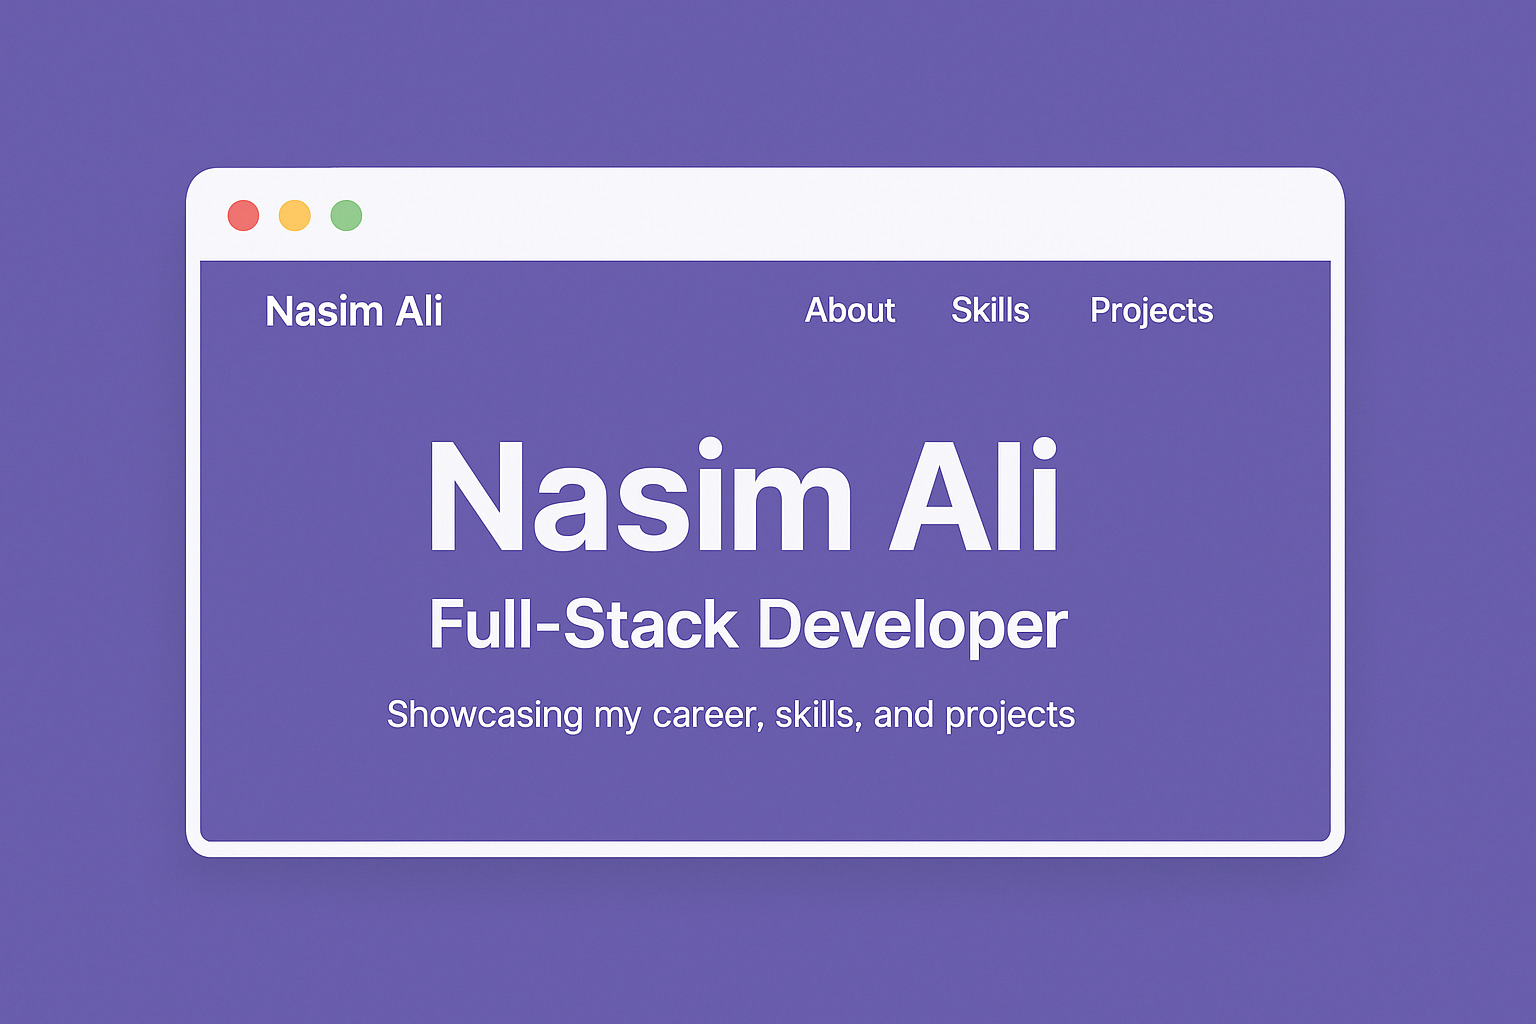 Nasim Ali About Skills Projects
Nasim Ali
Full-Stack Developer
Showcasing my career, skills, and projects